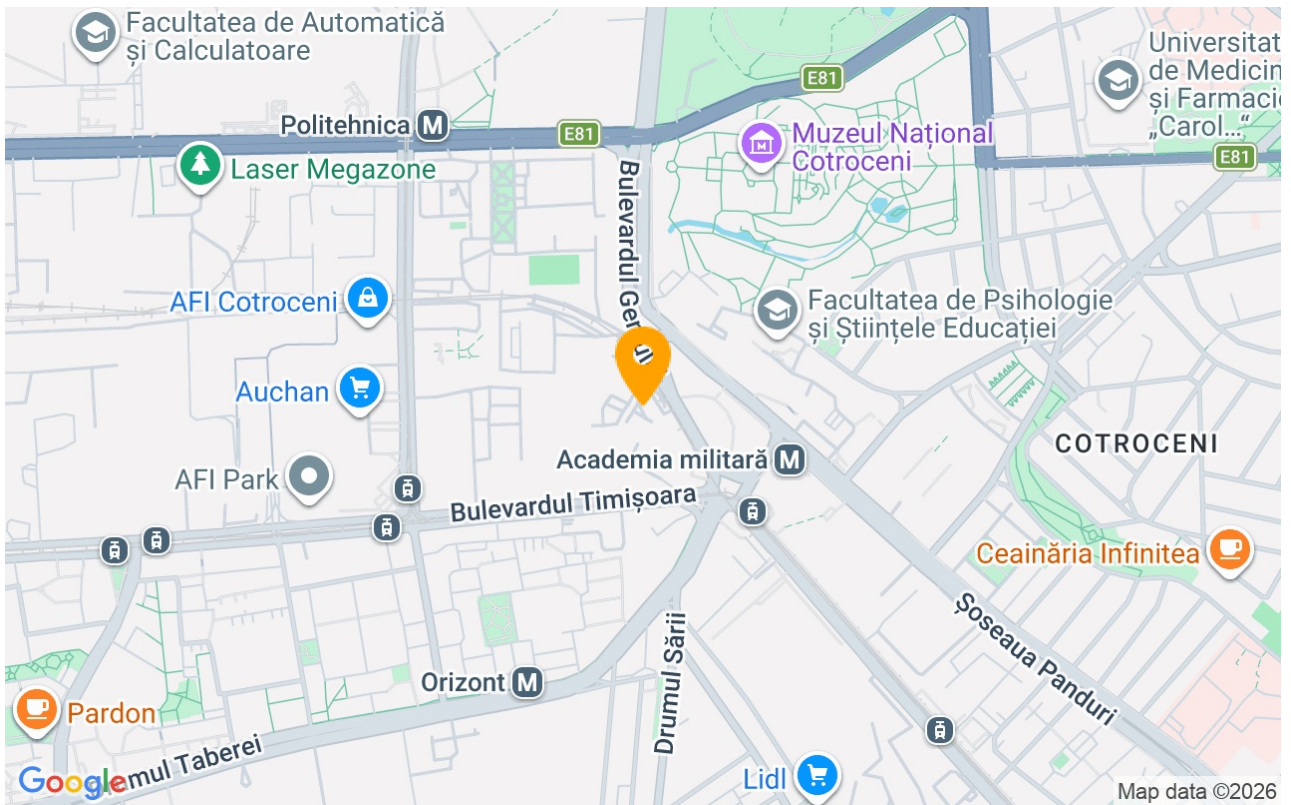 Facultatea de Automatică
și Calculatoare
Universitat
de Medicin
și Farmaci
„Carol...“
E81
Politehnica M
E81
Muzeul Național
Cotroceni
E81
Laser Megazone
Bulevardul Ger
AFI Cotroceni
Facultatea de Psihologie
și Științele Educației
Auchan
COTROCENI
Academia militară M
AFI Park
Bulevardul Timișoara
Ceainăria Infinitea
Șoseaua Panduri
Drumul Sării
Orizont M
Pardon
mul Taberei
Google
Lidl
Map data ©2026